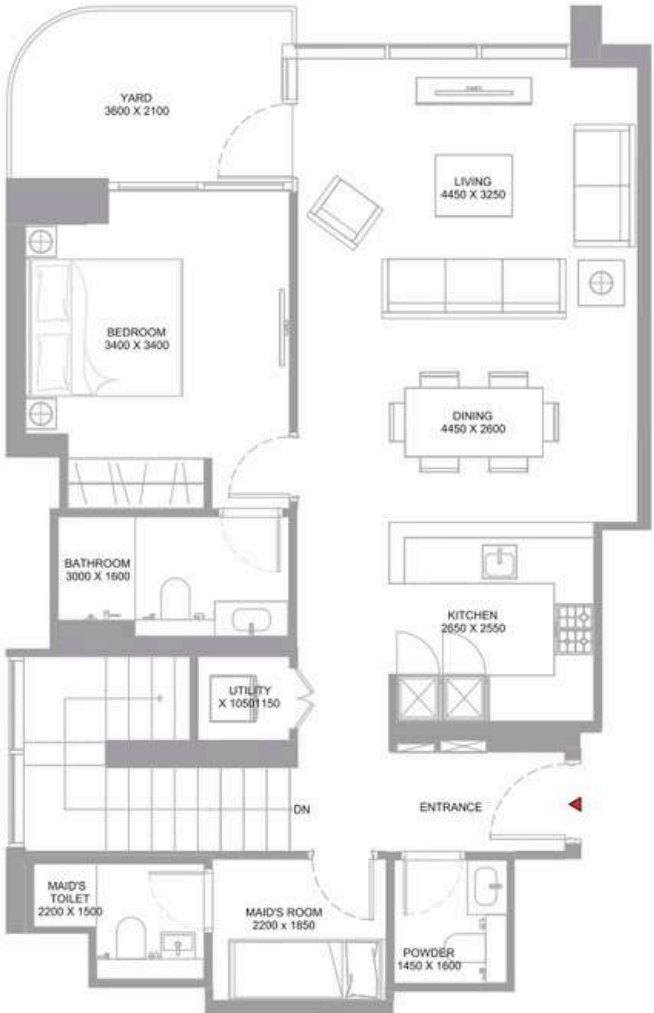 YARD
3600 X 2100
LIVING
4450 X 3250
BEDROOM
3400 X 3400
DINING
4450 X 2600
BATHROOM
3000 X 1600
KITCHEN
2650 X 2550
UTILITY
X 10501150
DN
ENTRANCE
MAID'S
TOILET
2200 X 1500
MAID'S ROOM
2200 x 1850
POWDER
1450 X 1600